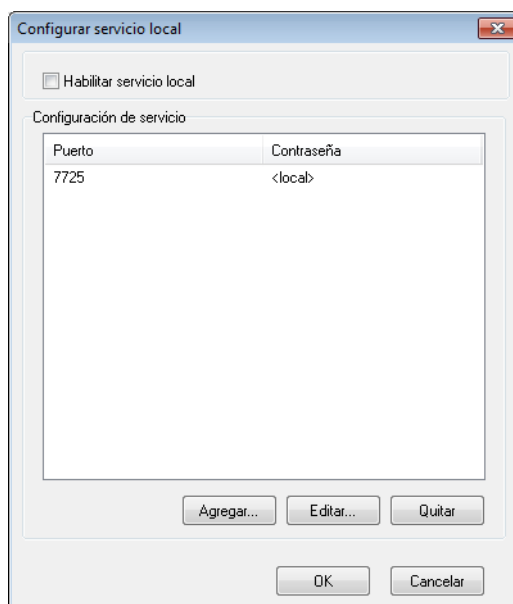 Configurar servicio local
Habilitar servicio local
Configuración de servicio
Puerto Contraseña
7725 <local>
Agregar... Editar... Quitar
OK Cancelar